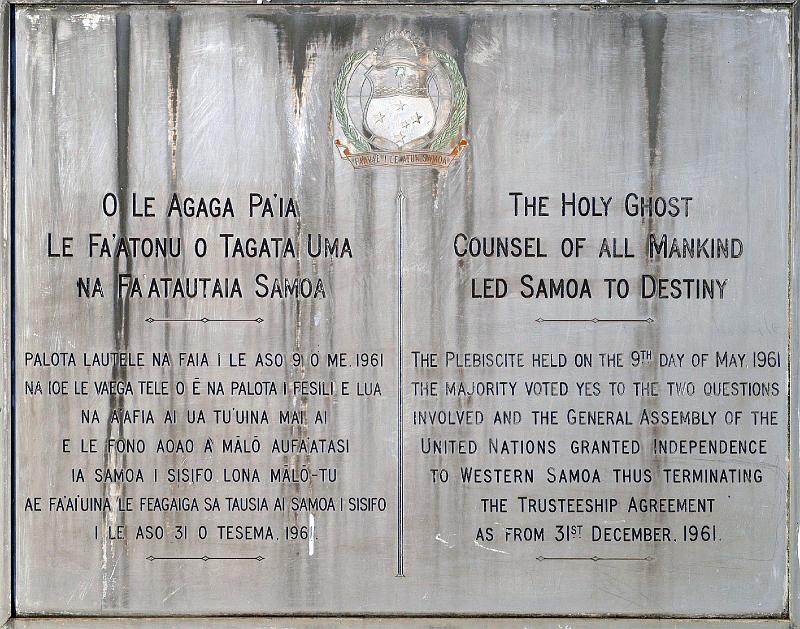 FAAVAE I LE ATUA SAMOA
O LE AGAGA PA'IA
LE FA'ATONU O TAGATA UMA
NA FA'ATAUTAIA SAMOA
PALOTA LAUTELE NA FAIA I LE ASO 9 O ME, 1961
NA IOE LE VAEGA TELE O Ē NA PALOTA I FESILI E LUA
NA A'AFIA AI UA TU'UINA MAI AI
E LE FONO AOAO A MĀLŌ AUFA'ATASI
IA SAMOA I SISIFO LONA MĀLŌ-TU
AE FA'AI'UINA LE FEAGAIGA SA TAUSIA AI SAMOA I SISIFO
I LE ASO 31 O TESEMA, 1961.
THE HOLY GHOST
COUNSEL OF ALL MANKIND
LED SAMOA TO DESTINY
THE PLEBISCITE HELD ON THE 9TH DAY OF MAY, 1961
THE MAJORITY VOTED YES TO THE TWO QUESTIONS
INVOLVED AND THE GENERAL ASSEMBLY OF THE
UNITED NATIONS GRANTED INDEPENDENCE
TO WESTERN SAMOA THUS TERMINATING
THE TRUSTEESHIP AGREEMENT
AS FROM 31ST DECEMBER, 1961.